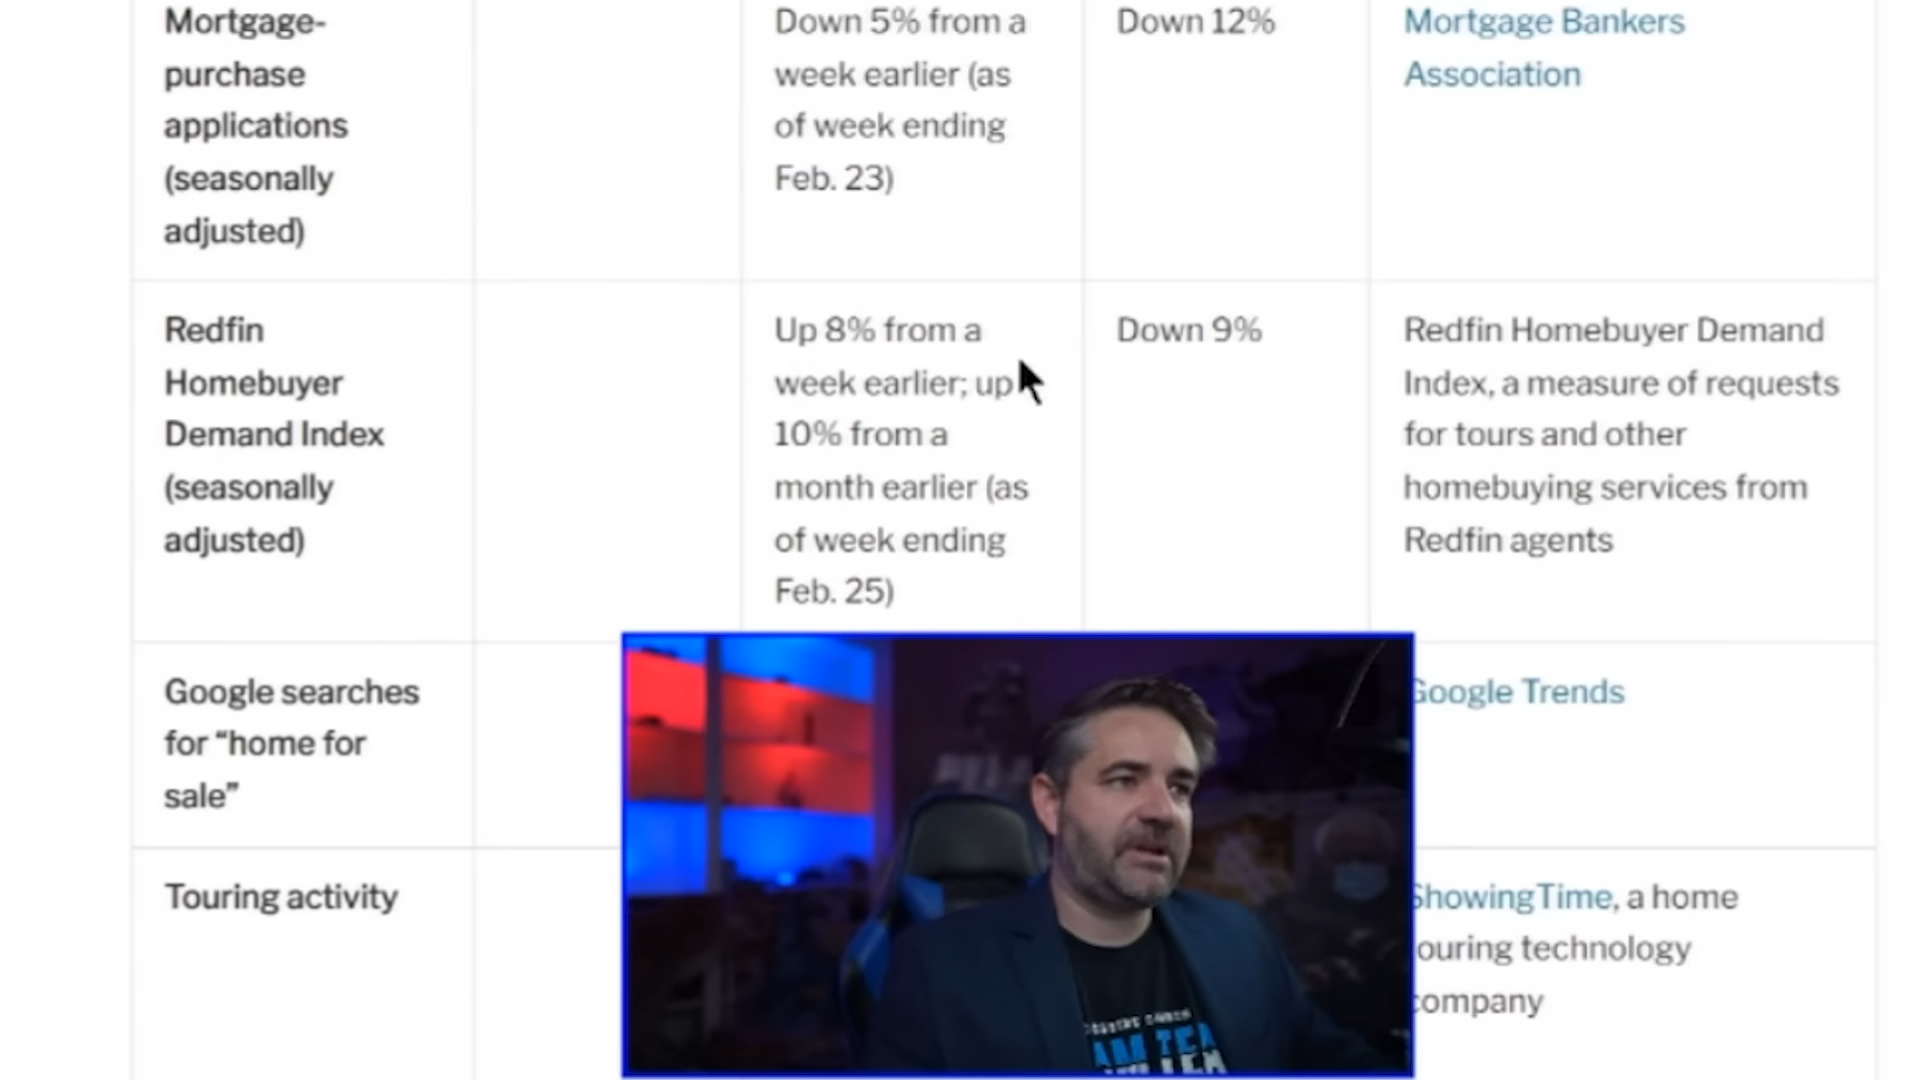 Mortgage-
purchase
applications
(seasonally
adjusted)
Down 5% from a
week earlier (as
of week ending
Feb. 23)
Down 12%
Mortgage Bankers
Association
Redfin
Homebuyer
Demand Index
(seasonally
adjusted)
Up 8% from a
week earlier; up
10% from a
month earlier (as
of week ending
Feb. 25)
Down 9%
Redfin Homebuyer Demand
Index, a measure of requests
for tours and other
homebuying services from
Redfin agents
Google searches
for “home for
sale”
Google Trends
Touring activity
ShowingTime, a home
touring technology
company